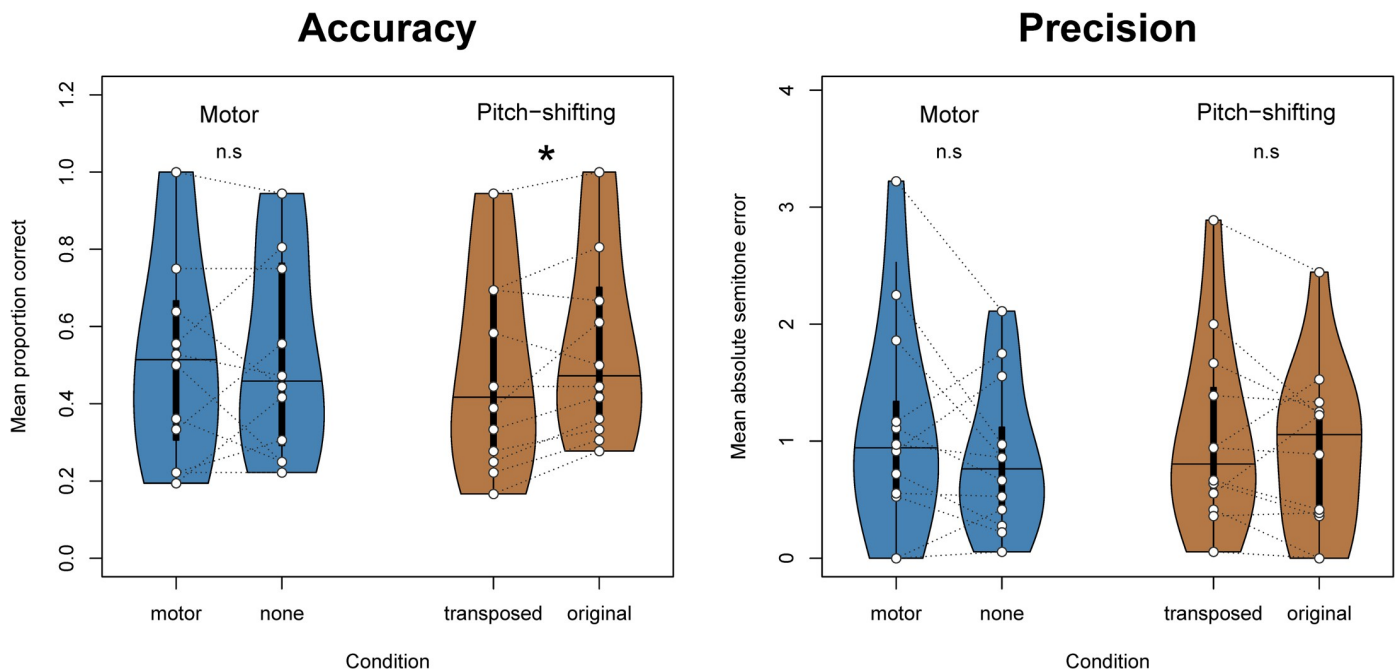 Accuracy
Mean proportion correct
1.2
1.0
0.8
0.6
0.4
0.2
0.0
Motor
n.s
Pitch−shifting
*
motor
none
transposed
original
Condition
Precision
Mean absolute semitone error
4
3
2
1
0
Motor
n.s
Pitch−shifting
n.s
motor
none
transposed
original
Condition